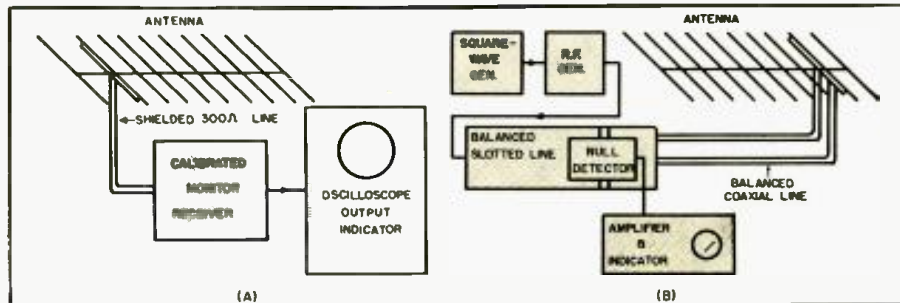 ANTENNA
SHIELDED 300Ω LINE
CALIBRATED
MONITOR
RECEIVER
OSCILLOSCOPE
OUTPUT
INDICATOR
(A)
SQUARE-
WAVE
GEN.
R.F.
GEN.
ANTENNA
BALANCED
SLOTTED LINE
NULL
DETECTOR
BALANCED
COAXIAL LINE
AMPLIFIER
&
INDICATOR
(B)